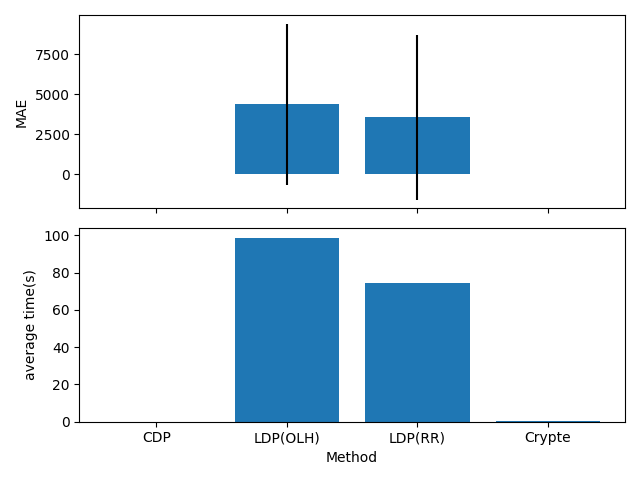 7500
5000
2500
0
MAE
100
80
60
40
20
0
average time(s)
CDP
LDP(OLH)
LDP(RR)
Crypte
Method